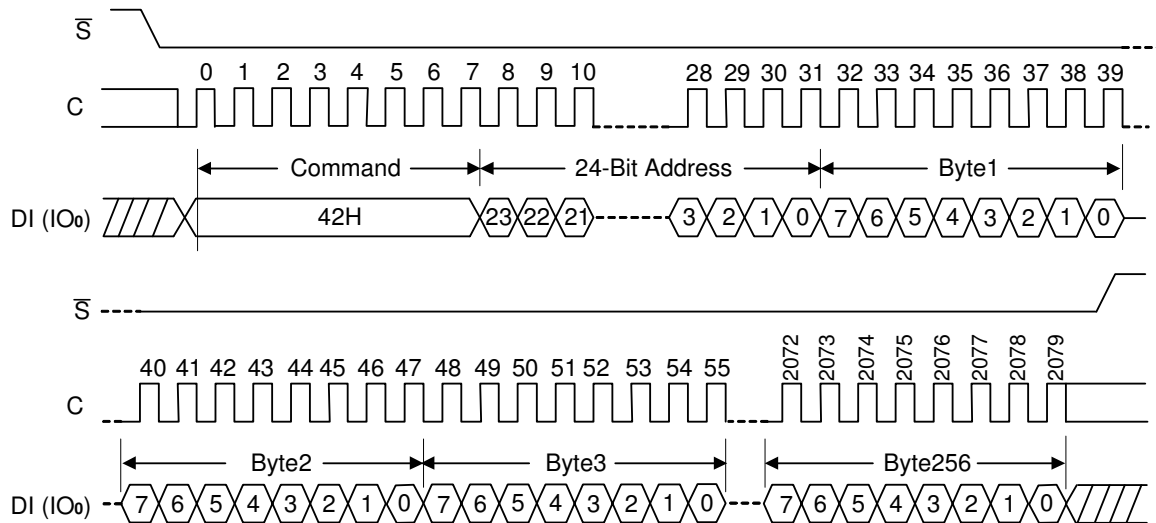 S̅
0 1 2 3 4 5 6 7 8 9 10 28 29 30 31 32 33 34 35 36 37 38 39
C
Command 24-Bit Address Byte1
DI (IO0) 42H 23 22 21 3 2 1 0 7 6 5 4 3 2 1 0
S̅
40 41 42 43 44 45 46 47 48 49 50 51 52 53 54 55 2072 2073 2074 2075 2076 2077 2078 2079
C
Byte2 Byte3 Byte256
DI (IO0) 7 6 5 4 3 2 1 0 7 6 5 4 3 2 1 0 7 6 5 4 3 2 1 0